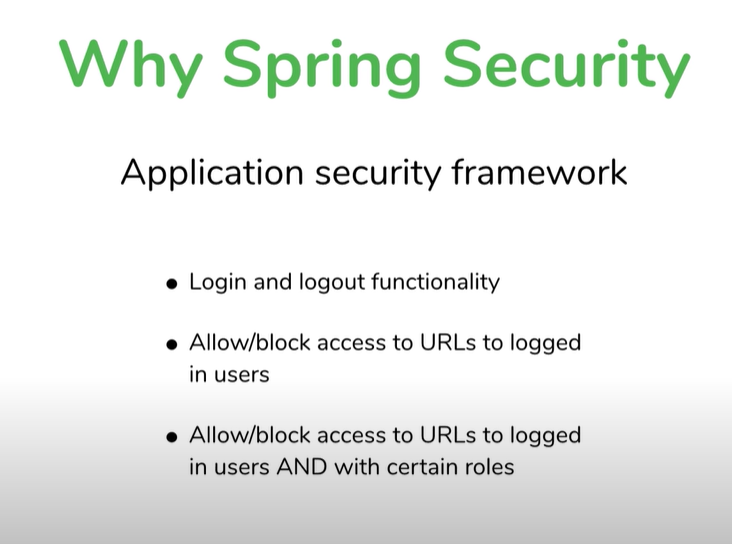 Why Spring Security
Application security framework
● Login and logout functionality
● Allow/block access to URLs to logged
in users
● Allow/block access to URLs to logged
in users AND with certain roles